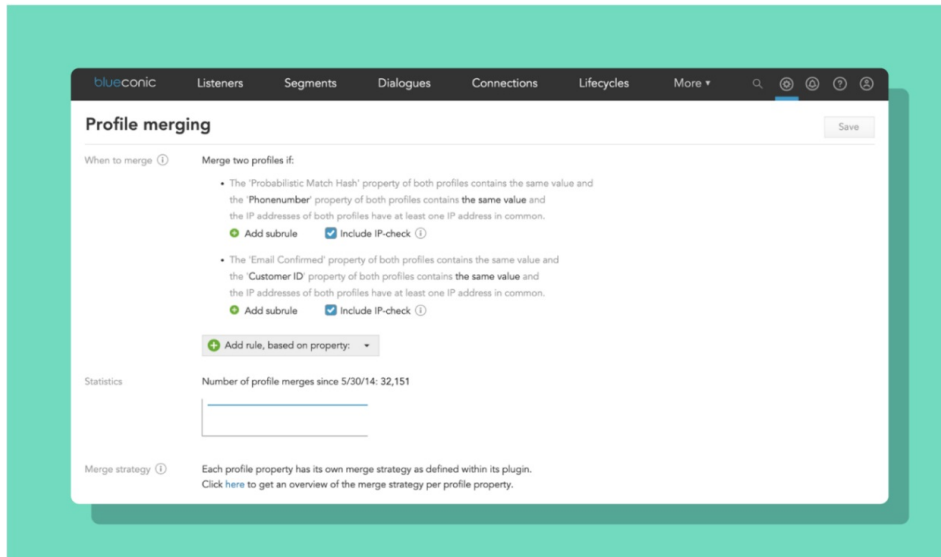 blueconic Listeners Segments Dialogues Connections Lifecycles More ▾
Profile merging
Save
When to merge
Merge two profiles if:
• The 'Probabilistic Match Hash' property of both profiles contains the same value and
the 'Phonenumber' property of both profiles contains the same value and
the IP addresses of both profiles have at least one IP address in common.
Add subrule Include IP-check
• The 'Email Confirmed' property of both profiles contains the same value and
the 'Customer ID' property of both profiles contains the same value and
the IP addresses of both profiles have at least one IP address in common.
Add subrule Include IP-check
Add rule, based on property:
Statistics
Number of profile merges since 5/30/14: 32,151
Merge strategy
Each profile property has its own merge strategy as defined within its plugin.
Click here to get an overview of the merge strategy per profile property.